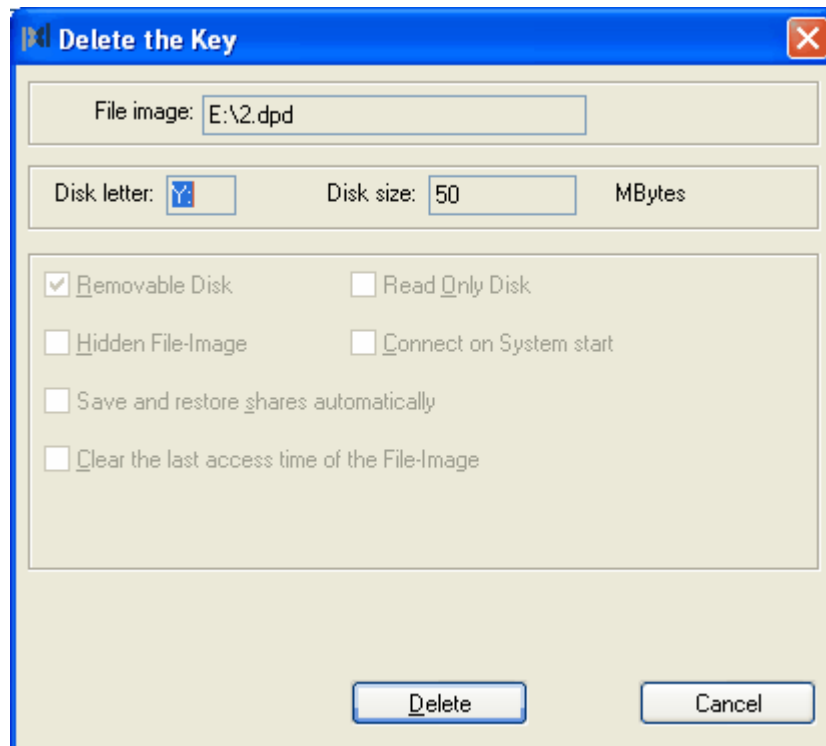 Delete the Key
File image: E:\2.dpd
Disk letter: Y: Disk size: 50 MBytes
Removable Disk Read Only Disk
Hidden File-Image Connect on System start
Save and restore shares automatically
Clear the last access time of the File-Image
Delete Cancel